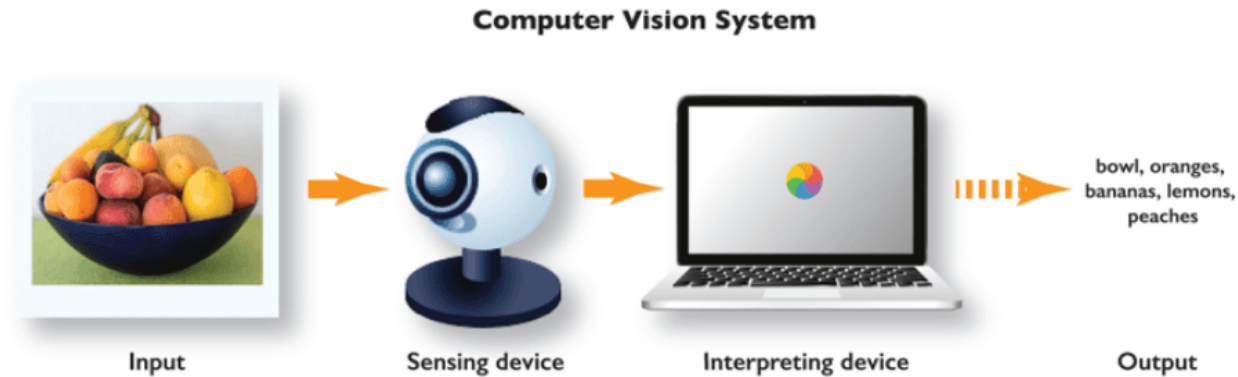 Computer Vision System
bowl, oranges,
bananas, lemons,
peaches
Input
Sensing device
Interpreting device
Output